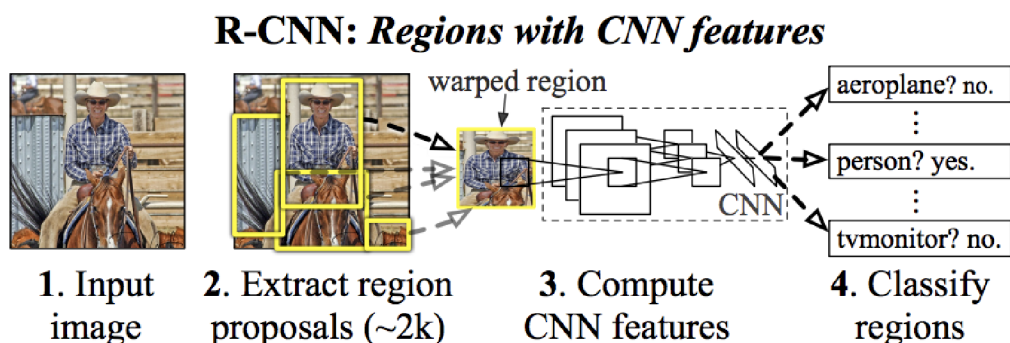 R-CNN: Regions with CNN features
warped region
aeroplane? no.
⋮
person? yes.
⋮
tvmonitor? no.
CNN
1. Input
image
2. Extract region
proposals (~2k)
3. Compute
CNN features
4. Classify
regions